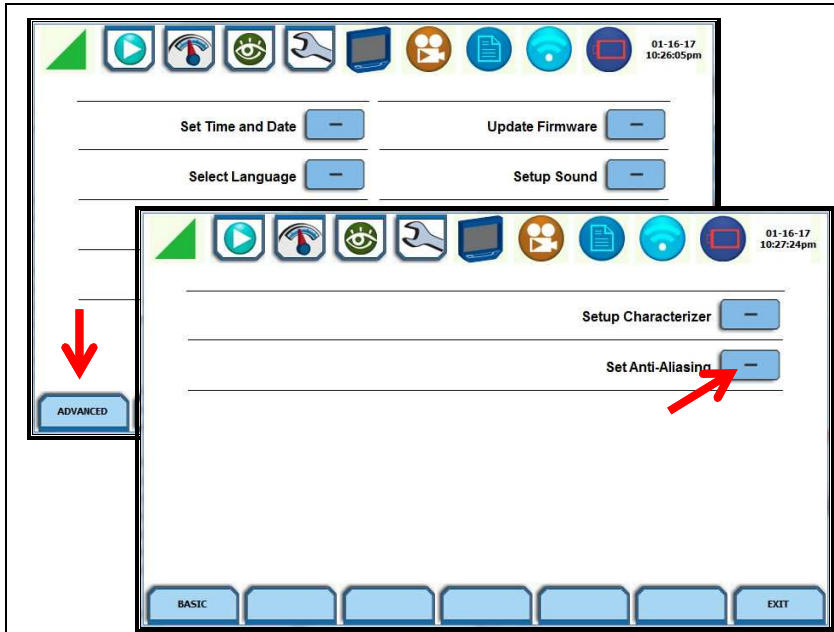 01-16-17
10:26:05pm
Set Time and Date
Update Firmware
Select Language
Setup Sound
ADVANCED
01-16-17
10:27:24pm
Setup Characterizer
Set Anti-Aliasing
BASIC
EXIT